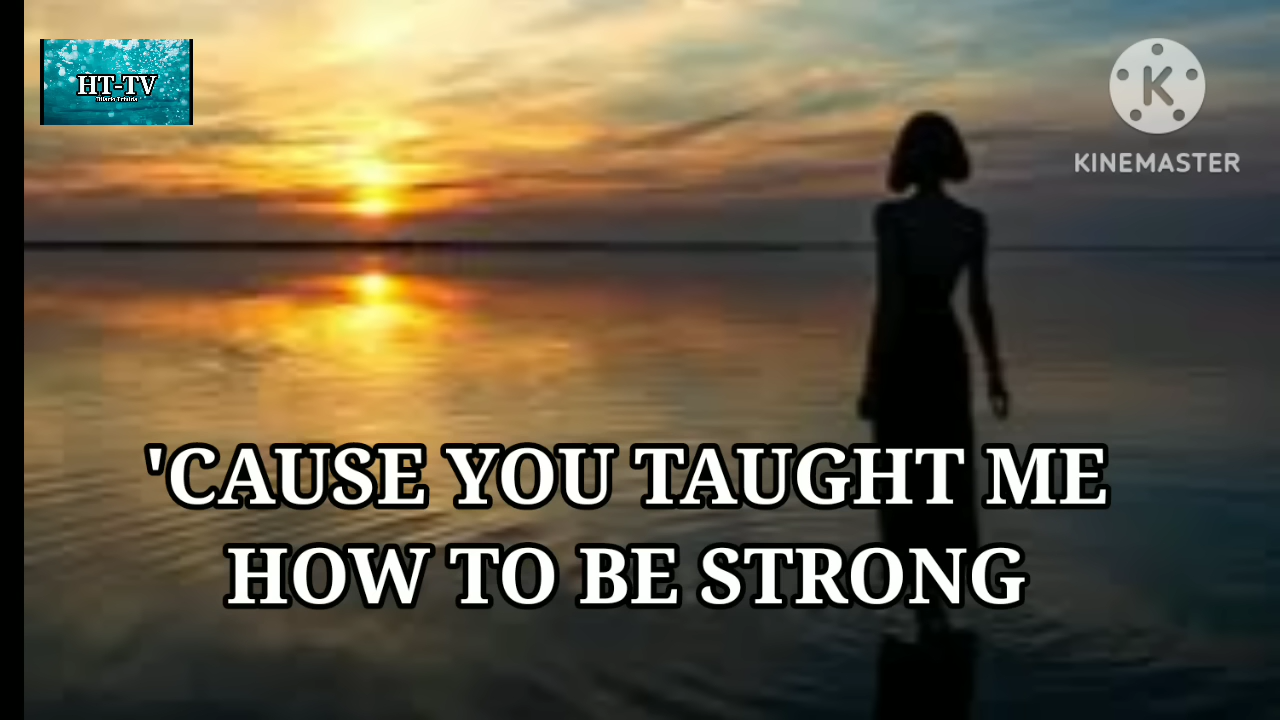 HT-TV
K
KINEMASTER
'CAUSE YOU TAUGHT ME
HOW TO BE STRONG